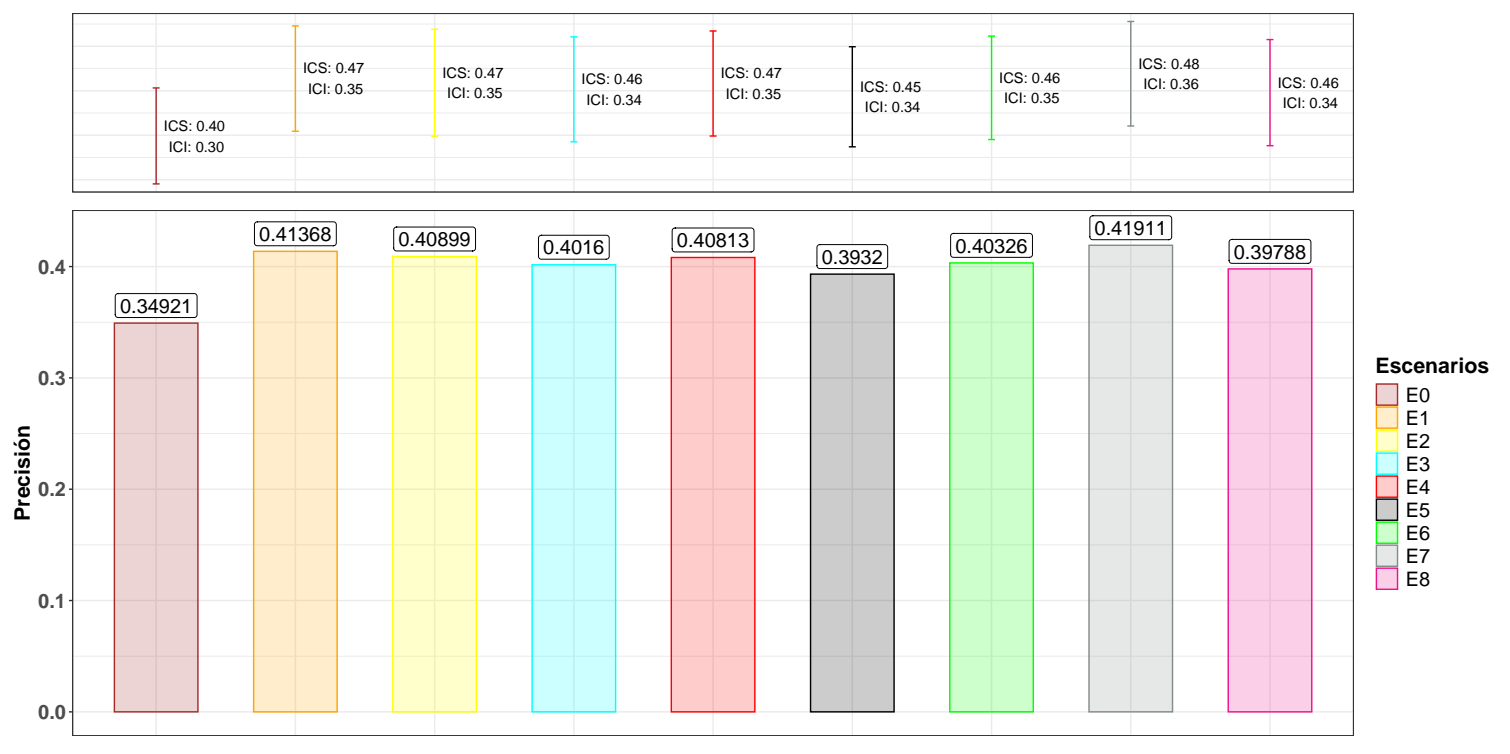 ICS: 0.40
ICI: 0.30
ICS: 0.47
ICI: 0.35
ICS: 0.47
ICI: 0.35
ICS: 0.46
ICI: 0.34
ICS: 0.47
ICI: 0.35
ICS: 0.45
ICI: 0.34
ICS: 0.46
ICI: 0.35
ICS: 0.48
ICI: 0.36
ICS: 0.46
ICI: 0.34
Precisión
0.4
0.3
0.2
0.1
0.0
0.34921
0.41368
0.40899
0.4016
0.40813
0.3932
0.40326
0.41911
0.39788
Escenarios
E0
E1
E2
E3
E4
E5
E6
E7
E8